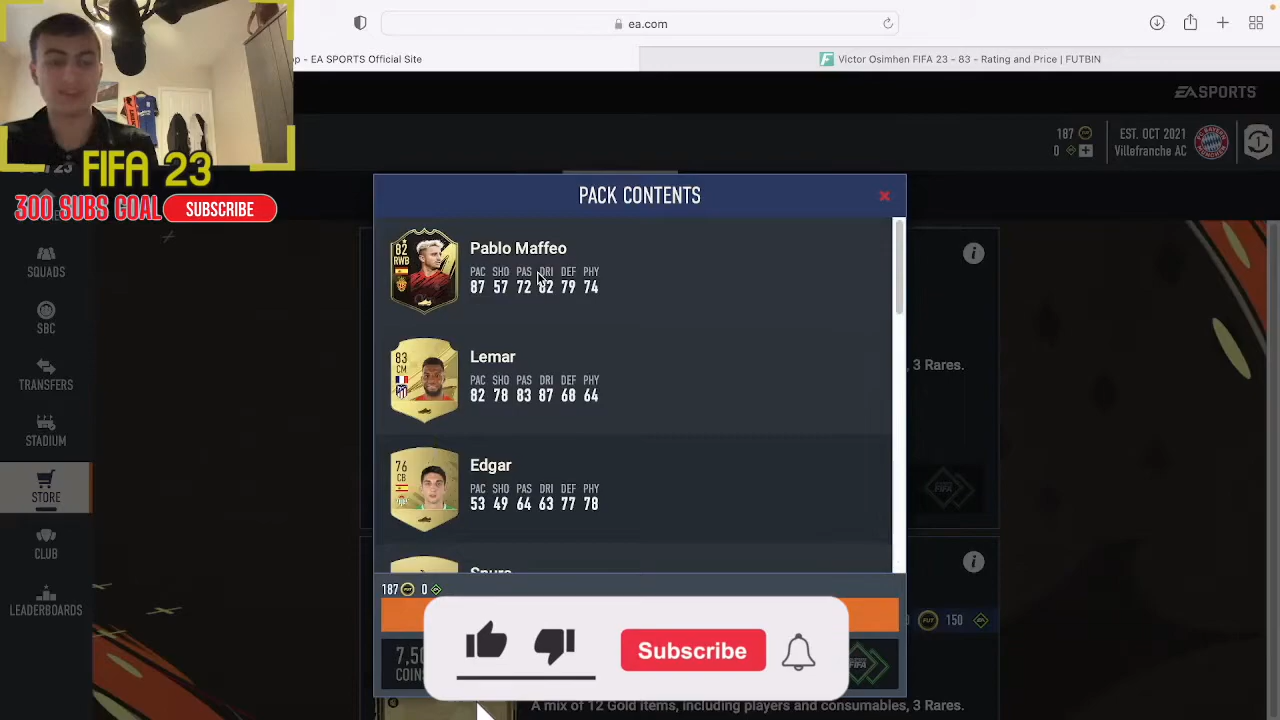 ea.com
p - EA SPORTS Official Site
Victor Osimhen FIFA 23 - 83 - Rating and Price | FUTBIN
EA SPORTS
187
0
EST. OCT 2021
Villefranche AC
FIFA 23
300 SUBS GOAL
SUBSCRIBE
SQUADS
SBC
TRANSFERS
STADIUM
STORE
CLUB
LEADERBOARDS
PACK CONTENTS
82
RWB
Pablo Maffeo
PAC SHO PAS DRI DEF PHY
87 57 72 82 79 74
83
CM
Lemar
PAC SHO PAS DRI DEF PHY
82 78 83 87 68 64
76
CB
Edgar
PAC SHO PAS DRI DEF PHY
53 49 64 63 77 78
, 3 Rares.
187 0
FUT 150
7,50
COINS
Subscribe
A mix of 12 Gold items, including players and consumables, 3 Rares.